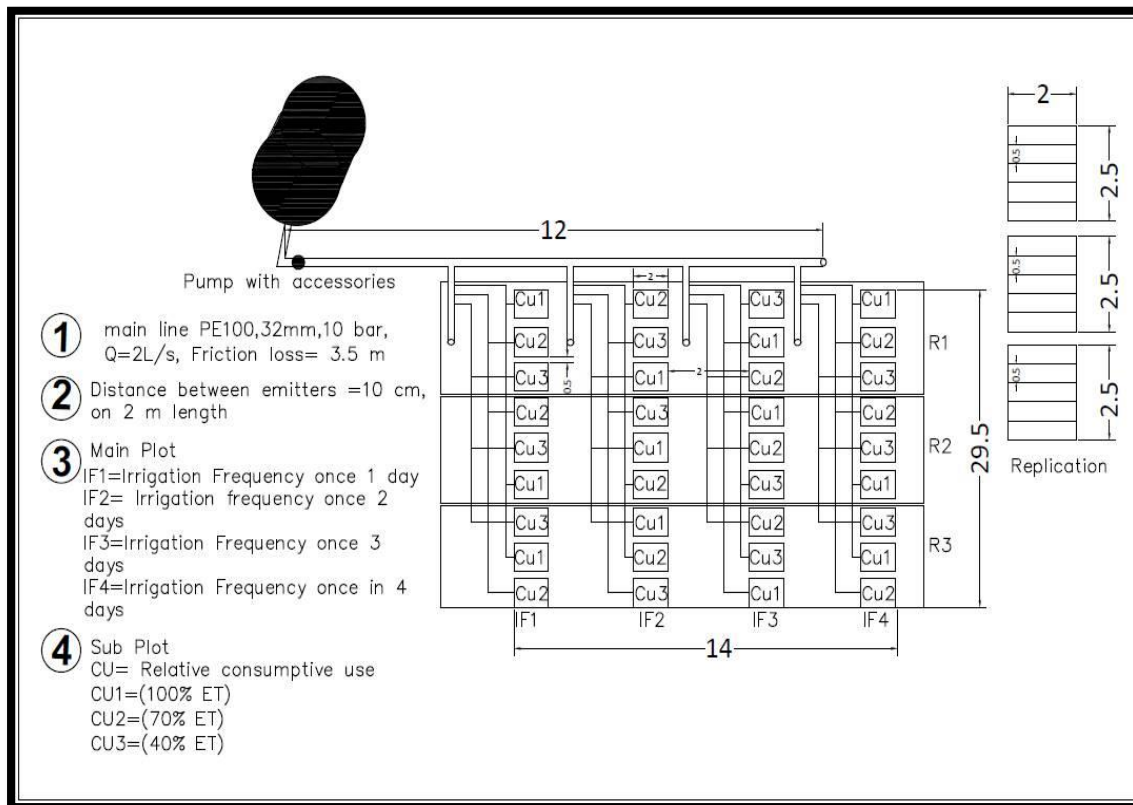 2
0.5
2.5
12
Pump with accessories
2
0.5
2.5
0.5
2.5
Replication
1 main line PE100,32mm,10 bar,
Q=2L/s, Friction loss= 3.5 m
2 Distance between emitters =10 cm,
on 2 m length
3 Main Plot
IF1=Irrigation Frequency once 1 day
IF2= Irrigation frequency once 2
days
IF3=Irrigation Frequency once 3
days
IF4=Irrigation Frequency once in 4
days
4 Sub Plot
CU= Relative consumptive use
CU1=(100% ET)
CU2=(70% ET)
CU3=(40% ET)
Cu1 Cu2 Cu3 Cu1
Cu2 Cu3 Cu1 Cu2 R1
0.5 2
Cu3 Cu1 Cu2 Cu3
Cu2 Cu3 Cu1 Cu2
Cu3 Cu1 Cu2 Cu3 R2
29.5
Cu1 Cu2 Cu3 Cu1
Cu3 Cu1 Cu2 Cu3
Cu1 Cu2 Cu3 Cu1 R3
Cu2 Cu3 Cu1 Cu2
IF1 IF2 IF3 IF4
14